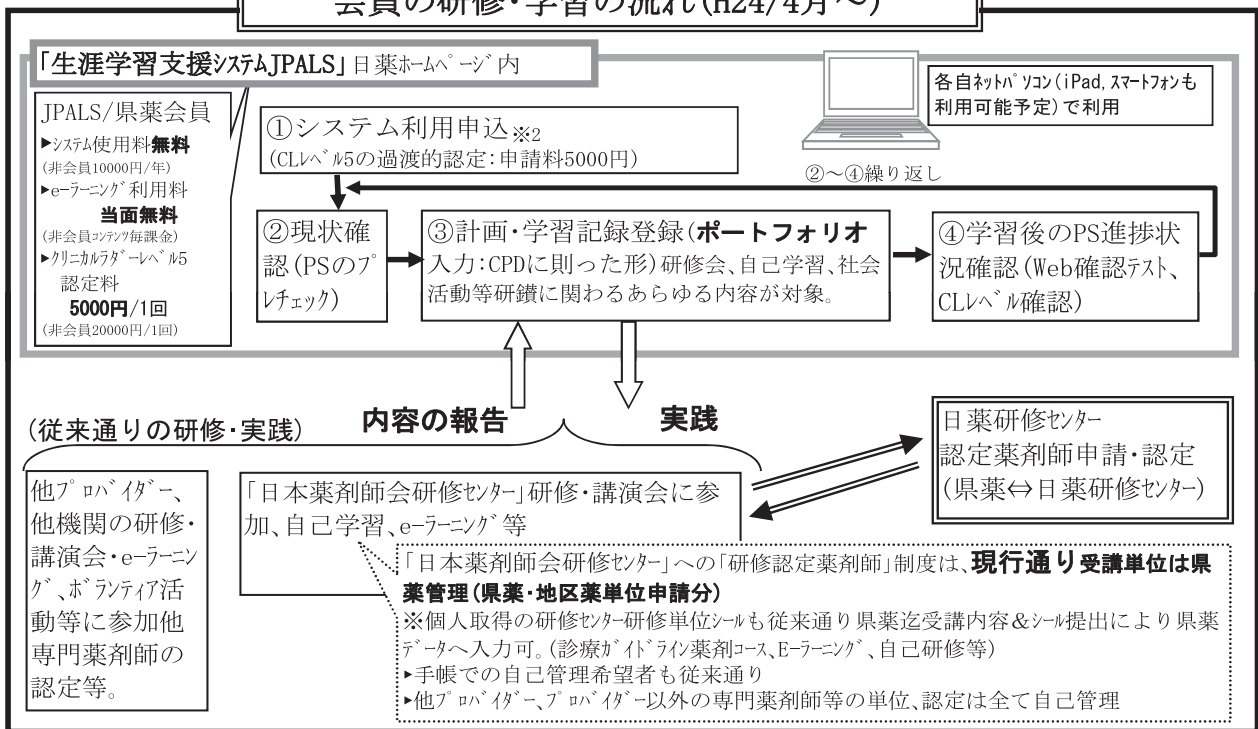 会員の研修・学習の流れ(H24/4月～)
「生涯学習支援ｼｽﾃﾑJPALS」日薬ﾎｰﾑﾍﾟｰｼﾞ内
各自ﾈｯﾄﾊﾟｿｺﾝ(iPad,ｽﾏｰﾄﾌｫﾝも
利用可能予定)で利用
JPALS/県薬会員
▶ｼｽﾃﾑ使用料無料
(非会員10000円/年)
▶e-ﾗｰﾆﾝｸﾞ利用料
当面無料
(非会員ｺﾝﾃﾝﾂ毎課金)
▶ｸﾘﾆｶﾙﾗﾀﾞｰﾚﾍﾞﾙ5
認定料
5000円/1回
(非会員20000円/1回)
①システム利用申込※2
(CLﾚﾍﾞﾙ5の過渡的認定:申請料5000円)
②～④繰り返し
②現状確
認(PSのﾌﾟ
ﾚﾁｪｯｸ)
③計画・学習記録登録(ポートフォリオ
入力:CPDに則った形)研修会、自己学習、社会
活動等研鑽に関わるあらゆる内容が対象。
④学習後のPS進捗状
況確認(Web確認ﾃｽﾄ、
CLﾚﾍﾞﾙ確認)
(従来通りの研修・実践)
内容の報告
実践
日薬研修ｾﾝﾀｰ
認定薬剤師申請・認定
(県薬⇔日薬研修ｾﾝﾀｰ)
他ﾌﾟﾛﾊﾞｲﾀﾞｰ、
他機関の研修・
講演会・e-ﾗｰﾆﾝ
ｸﾞ、ﾎﾞﾗﾝﾃｨｱ活
動等に参加他
専門薬剤師の
認定等。
「日本薬剤師会研修ｾﾝﾀｰ」研修・講演会に参
加、自己学習、e-ﾗｰﾆﾝｸﾞ等
「日本薬剤師会研修ｾﾝﾀｰ」への「研修認定薬剤師」制度は、現行通り受講単位は県
薬管理(県薬・地区薬単位申請分)
※個人取得の研修ｾﾝﾀｰ研修単位ｼｰﾙも従来通り県薬迄受講内容&ｼｰﾙ提出により県薬
ﾃﾞｰﾀへ入力可。(診療ｶﾞｲﾄﾞﾗｲﾝ薬剤ｺｰｽ、E-ﾗｰﾆﾝｸﾞ、自己研修等)
▶手帳での自己管理希望者も従来通り
▶他ﾌﾟﾛﾊﾞｲﾀﾞｰ、ﾌﾟﾛﾊﾞｲﾀﾞｰ以外の専門薬剤師等の単位、認定は全て自己管理